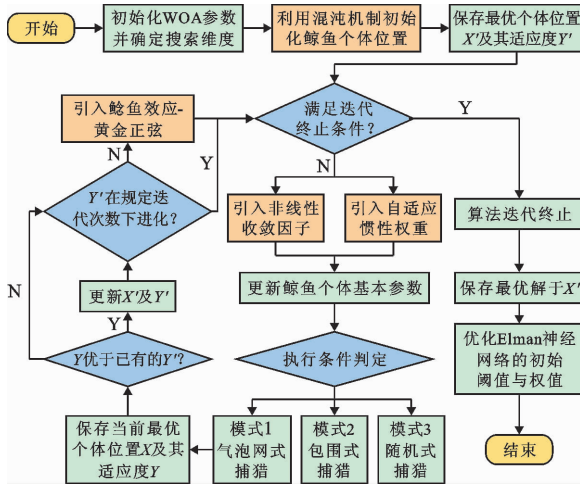 开始
初始化WOA参数
并确定搜索维度
利用混沌机制初始
化鲸鱼个体位置
保存最优个体位置
X′及其适应度Y′
引入鲶鱼效应-
黄金正弦
满足迭代
终止条件？
Y
N
Y
N
Y′在规定迭
代次数下进化？
引入非线性
收敛因子
引入自适应
惯性权重
算法迭代终止
N
更新X′及Y′
更新鲸鱼个体基本参数
保存最优解于X′
Y
Y优于已有的Y′？
执行条件判定
优化Elman神经
网络的初始
阈值与权值
保存当前最优
个体位置X及其
适应度Y
模式1
气泡网式
捕猎
模式2
包围式
捕猎
模式3
随机式
捕猎
结束